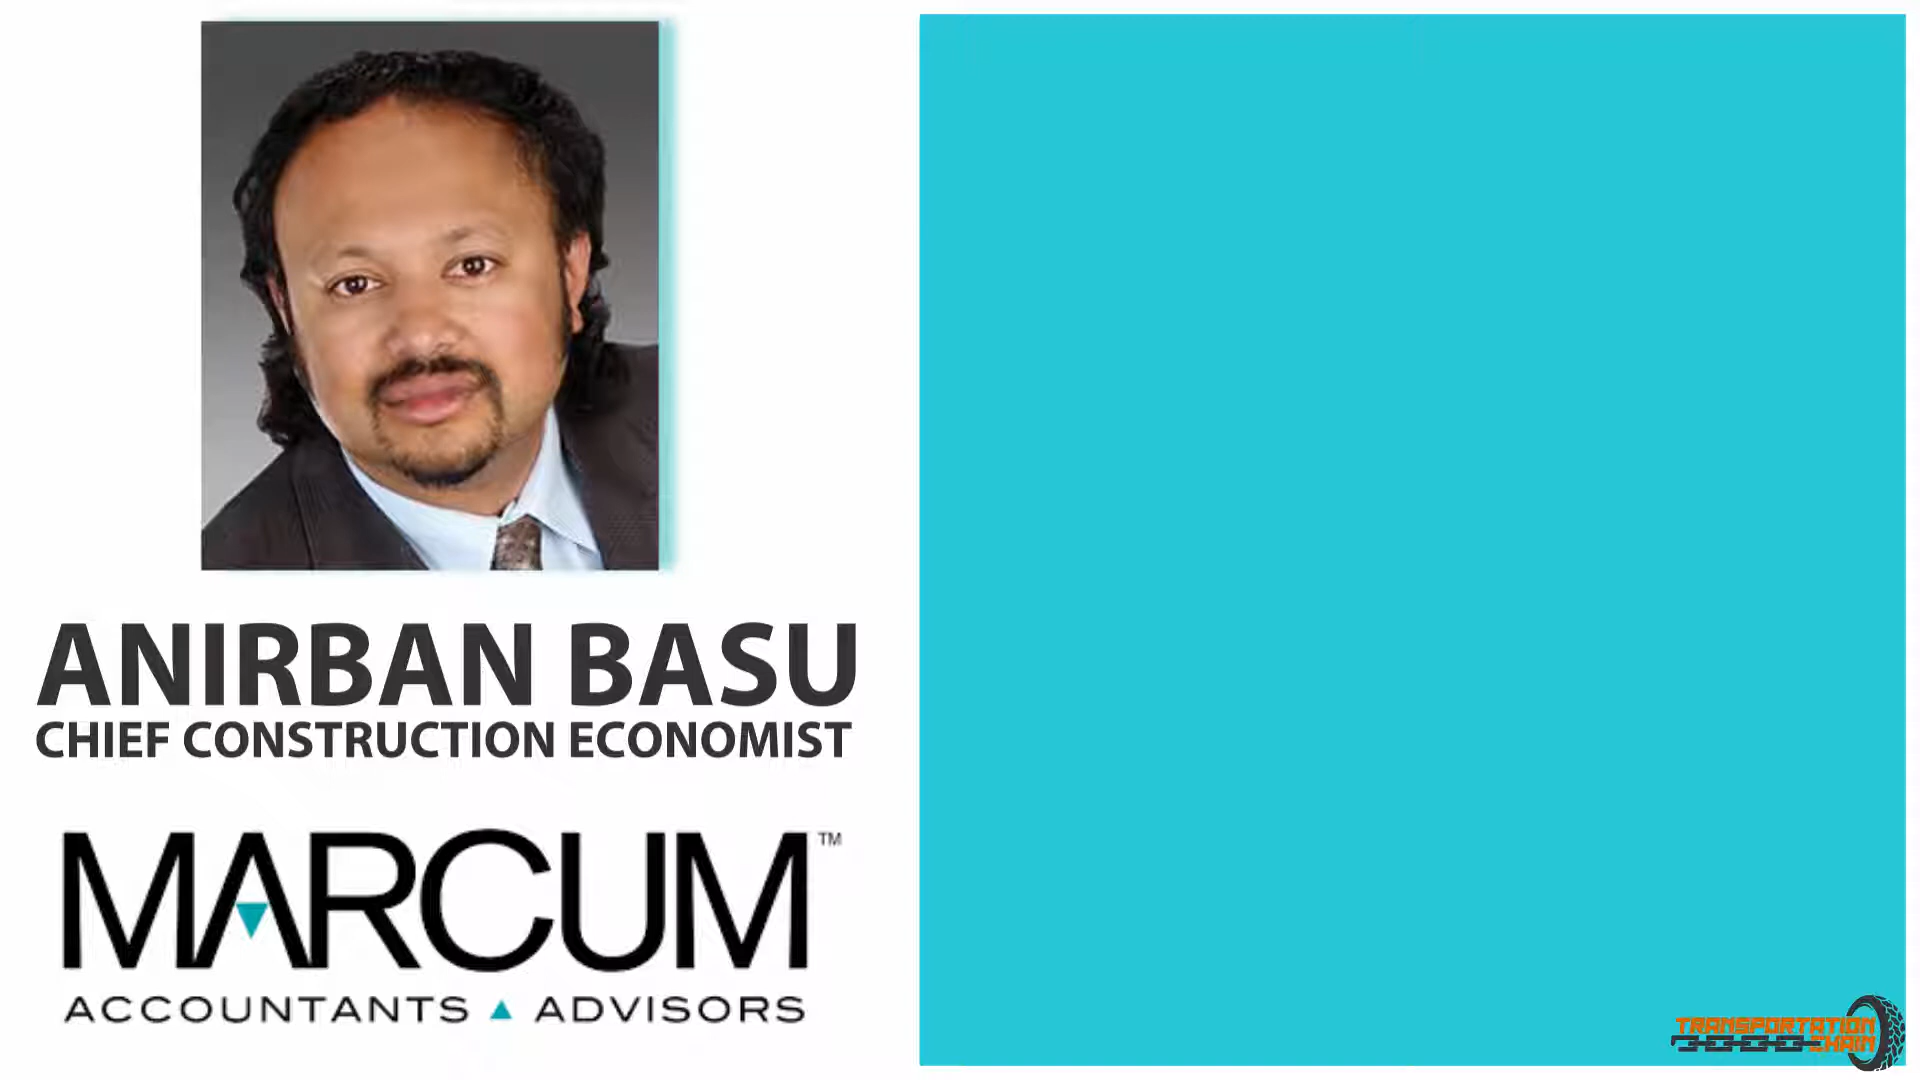 ANIRBAN BASU
CHIEF CONSTRUCTION ECONOMIST
MARCUM™
ACCOUNTANTS ▲ ADVISORS
TRANSPORTATION
CHAIN